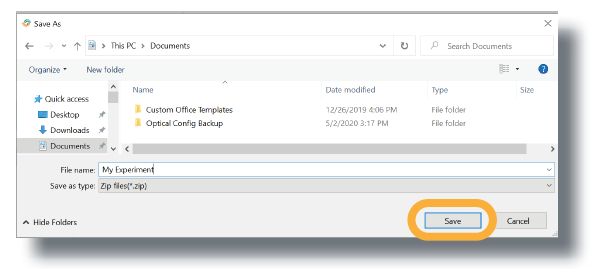 Save As
This PC > Documents
Search Documents
Organize
New folder
Name
Date modified
Type
Size
Quick access
Desktop
Downloads
Documents
Custom Office Templates
12/26/2019 4:06 PM
File folder
Optical Config Backup
5/2/2020 3:17 PM
File folder
File name: My Experiment
Save as type: Zip files(*.zip)
Hide Folders
Save
Cancel